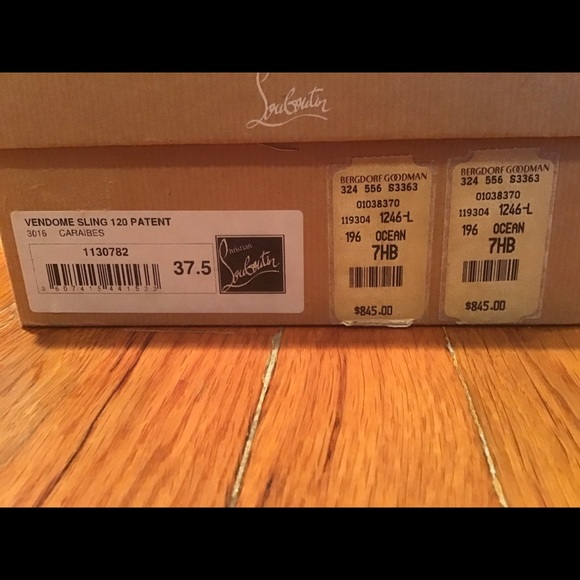 Louboutin
VENDOME SLING 120 PATENT
3016 CARAIBES
1130782
37.5
Christian
Louboutin
BERGDORF GOODMAN
324 556 S3363
01038370
119304 1246-L
196 OCEAN
7HB
$845.00
BERGDORF GOODMAN
324 556 S3363
01038370
119304 1246-L
196 OCEAN
7HB
$845.00